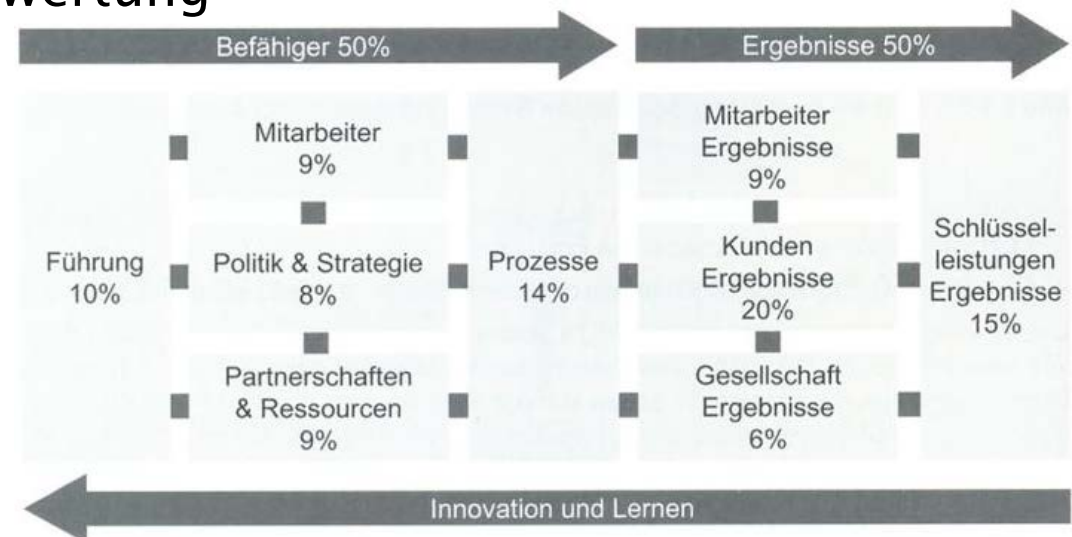 wertung
Befähiger 50%
Ergebnisse 50%
Führung
10%
Mitarbeiter
9%
Politik & Strategie
8%
Partnerschaften
& Ressourcen
9%
Prozesse
14%
Mitarbeiter
Ergebnisse
9%
Kunden
Ergebnisse
20%
Gesellschaft
Ergebnisse
6%
Schlüssel-
leistungen
Ergebnisse
15%
Innovation und Lernen